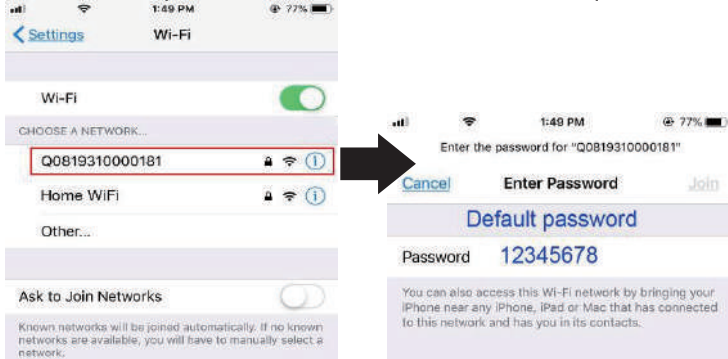 1:49 PM
77%
Settings
Wi-Fi
Wi-Fi
CHOOSE A NETWORK...
Q0819310000181
Home WiFi
Other...
Ask to Join Networks
Known networks will be joined automatically. If no known
networks are available, you will have to manually select a
network.
1:49 PM
77%
Enter the password for "Q0819310000181"
Cancel
Enter Password
Join
Default password
Password
12345678
You can also access this Wi-Fi network by bringing your
iPhone near any iPhone, iPad or Mac that has connected
to this network and has you in its contacts.